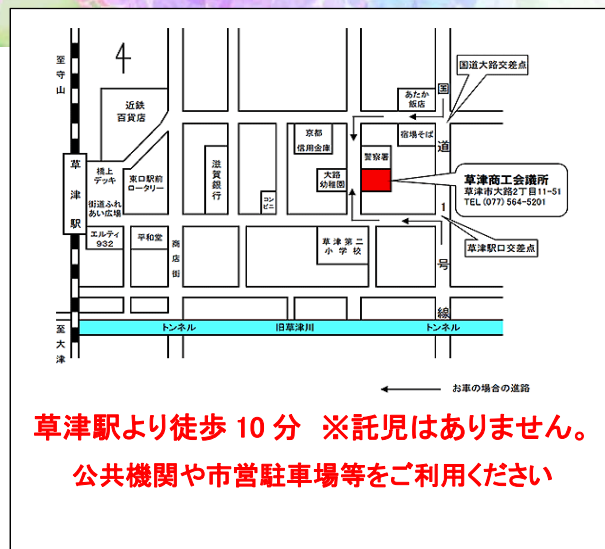 至守山
4
近鉄
百貨店
あたか
飯店
国
国道大路交差点
京都
信用金庫
宿場そば
道
滋賀銀行
警察署
橋上
デッキ
東口駅前
ロータリー
草津駅
大路
幼稚園
草津商工会議所
草津市大路2丁目11-51
TEL (077) 564-5201
街道ふれ
あい広場
コンビニ
1
エルティ
932
平和堂
商店街
草津第二
小学校
草津駅口交差点
号
線
至大津
トンネル
旧草津川
トンネル
お車の場合の進路
草津駅より徒歩 10 分 ※託児はありません。
公共機関や市営駐車場等をご利用ください